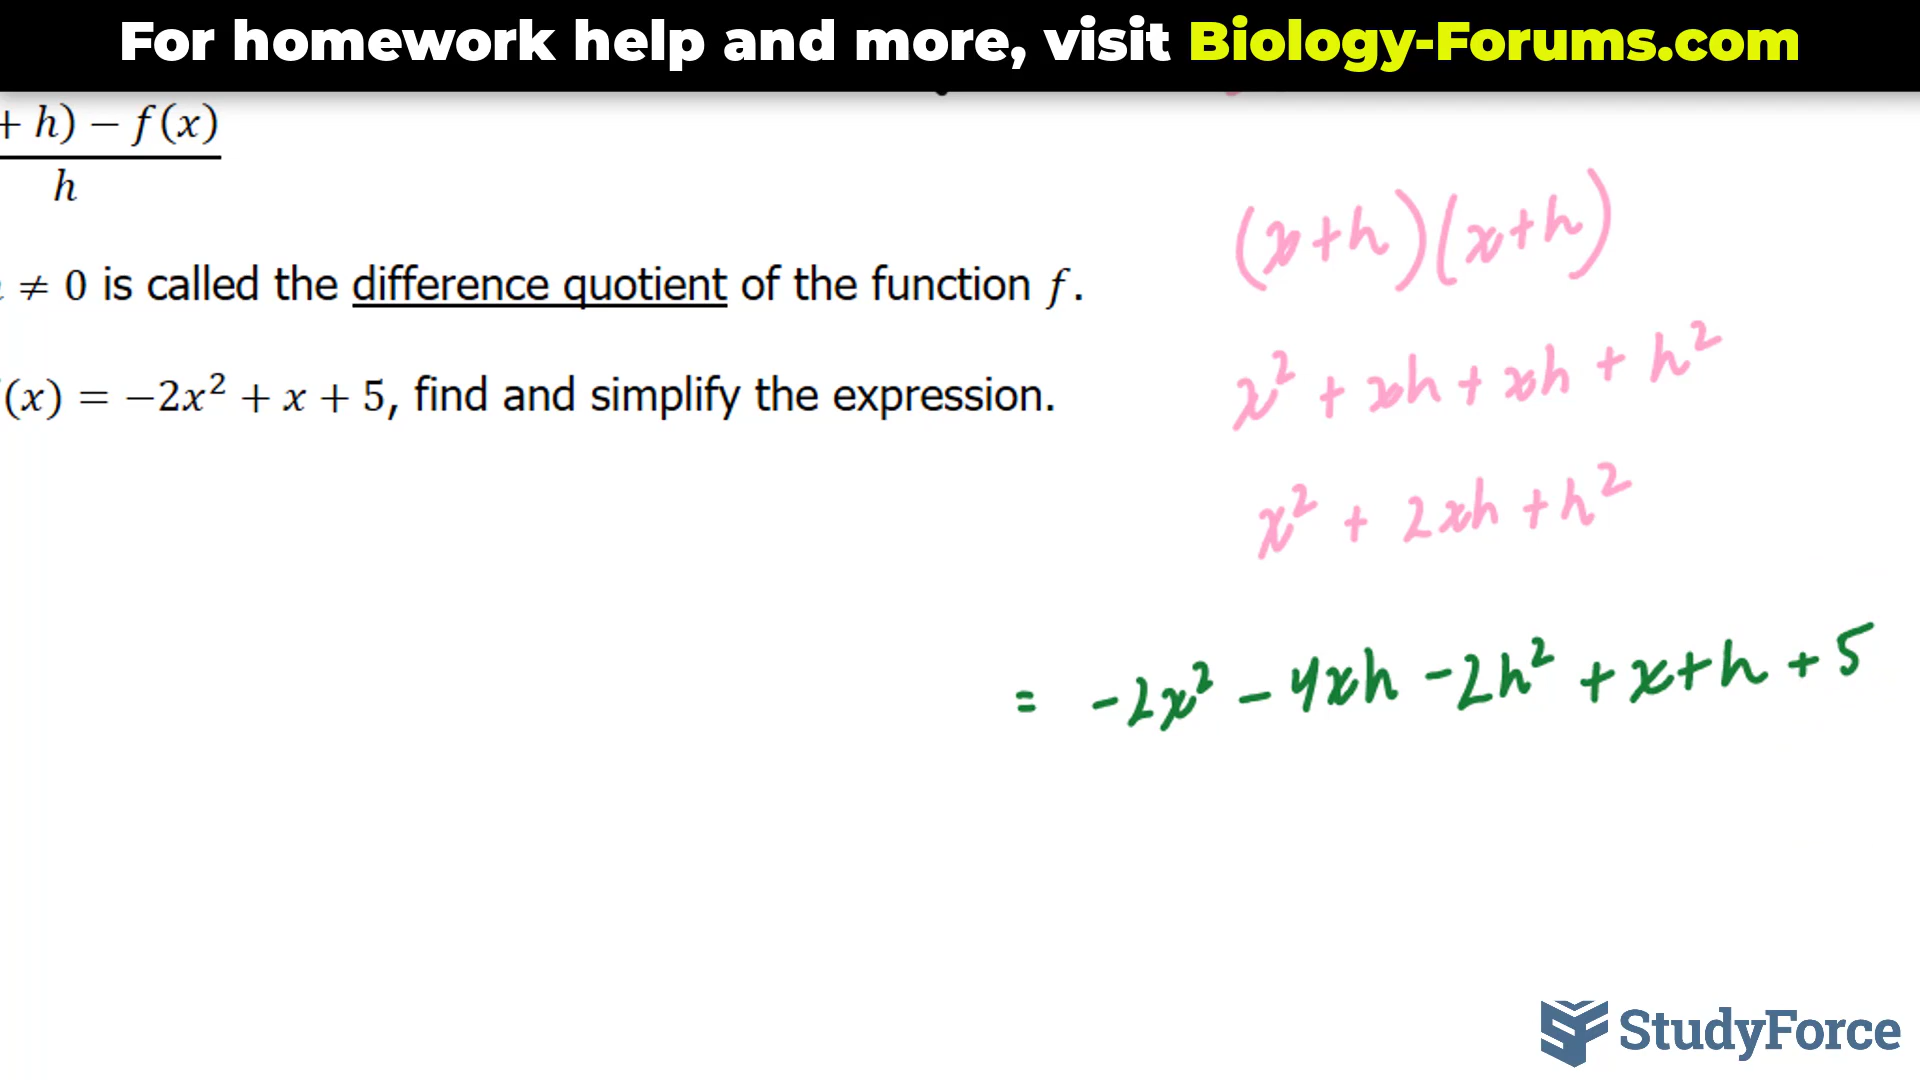 For homework help and more, visit Biology-Forums.com
+ h) − f(x)
h
≠ 0 is called the difference quotient of the function f.
(x) = −2x² + x + 5, find and simplify the expression.
(x+h)(x+h)
x² + xh + xh + h²
x² + 2xh + h²
= -2x² - 4xh - 2h² + x + h + 5
StudyForce